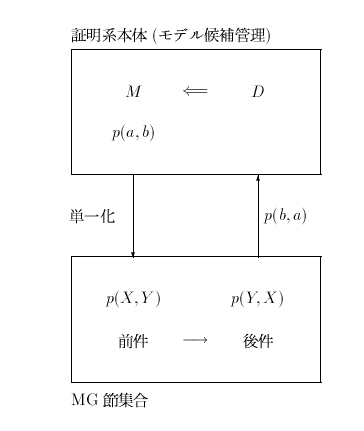 証明系本体 (モデル候補管理)
M ⟸ D
p(a, b)
単一化 p(b, a)
p(X, Y) p(Y, X)
前件 ⟶ 後件
MG 節集合